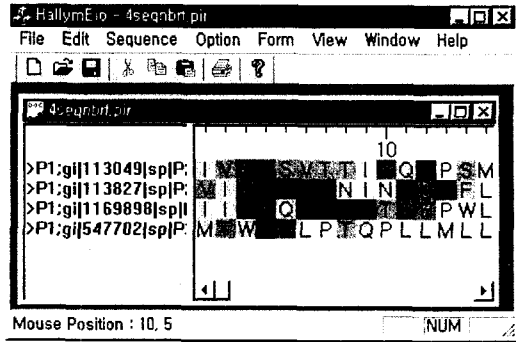 HallymBio - 4seqnbrf.pir
File Edit Sequence Option Form View Window Help
4seqnbrf.pir
10
>P1;gi|113049|sp|P: I V S V T T I Q P S M
>P1;gi|113827|sp|P: M I N I N F L
>P1;gi|1169898|sp|I I I Q T P W L
>P1;gi|547702|sp|P: M W L P T Q P L L M L L
Mouse Position : 10, 5
NUM